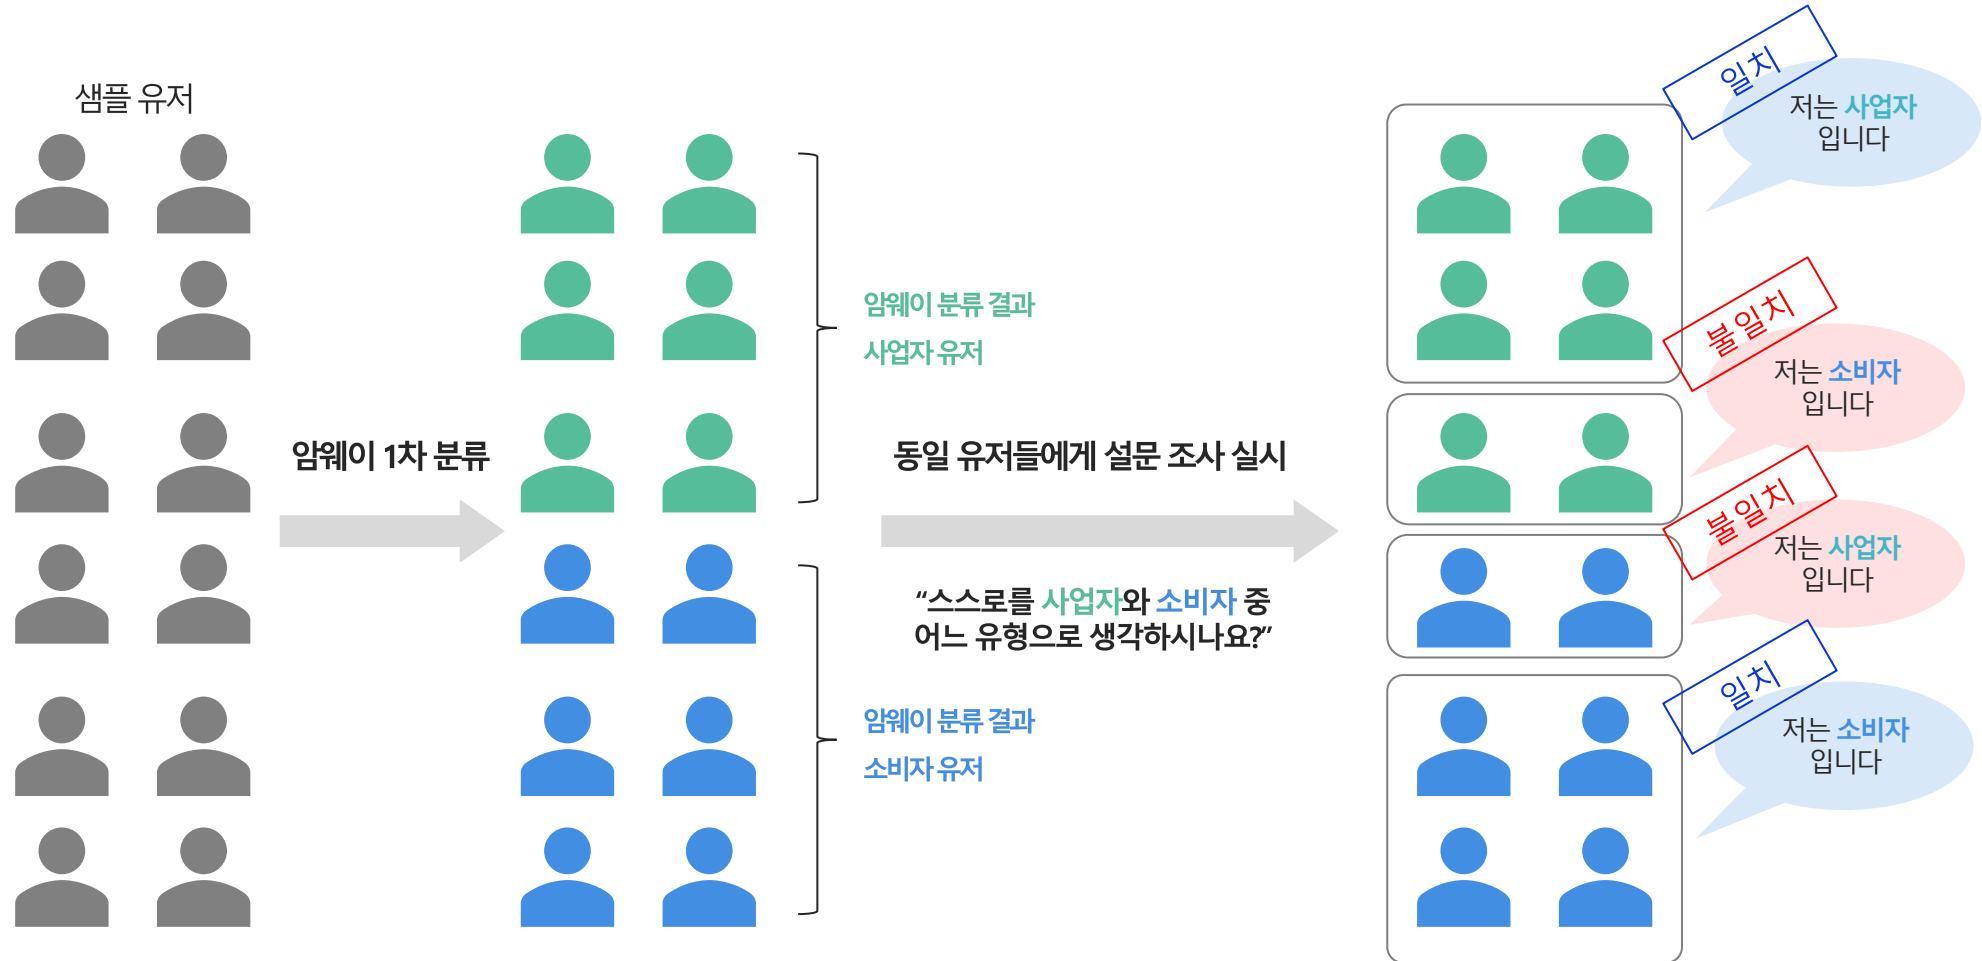 샘플 유저
암웨이 1차 분류
암웨이 분류 결과
사업자 유저
암웨이 분류 결과
소비자 유저
동일 유저들에게 설문 조사 실시
“스스로를 사업자와 소비자 중
어느 유형으로 생각하시나요?”
일치
저는 사업자
입니다
불일치
저는 소비자
입니다
불일치
저는 사업자
입니다
일치
저는 소비자
입니다